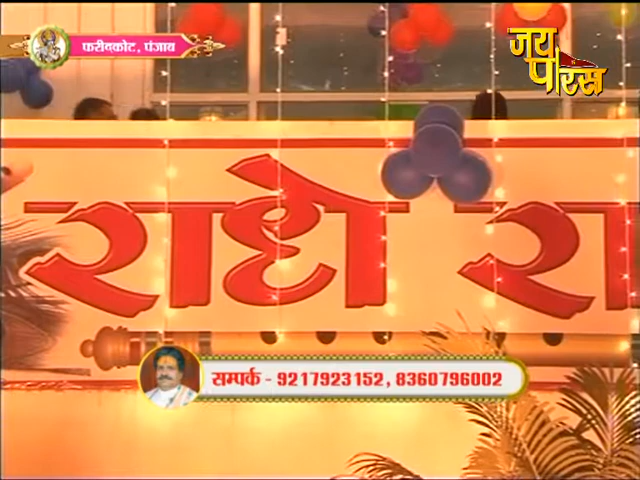 फरीदकोट, पंजाब
जय
पारस
राधे रा
सम्पर्क - 9217923152, 8360796002